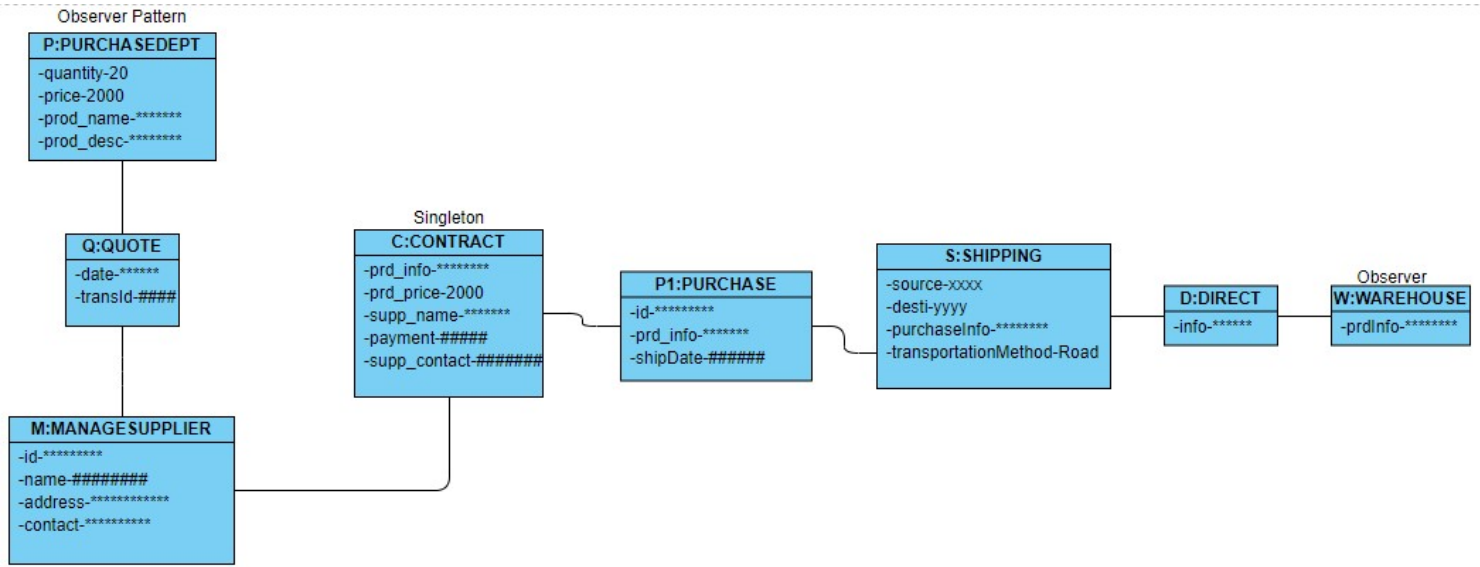 Observer Pattern
P:PURCHASEDEPT
-quantity-20
-price-2000
-prod_name-*******
-prod_desc-********
Q:QUOTE
-date-******
-transId-####
M:MANAGESUPPLIER
-id-*********
-name-########
-address-************
-contact-**********
Singleton
C:CONTRACT
-prd_info-********
-prd_price-2000
-supp_name-*******
-payment-#####
-supp_contact-#######
P1:PURCHASE
-id-*********
-prd_info-*******
-shipDate-######
S:SHIPPING
-source-xxxx
-desti-yyyy
-purchaseInfo-********
-transportationMethod-Road
D:DIRECT
-info-******
Observer
W:WAREHOUSE
-prdInfo-********